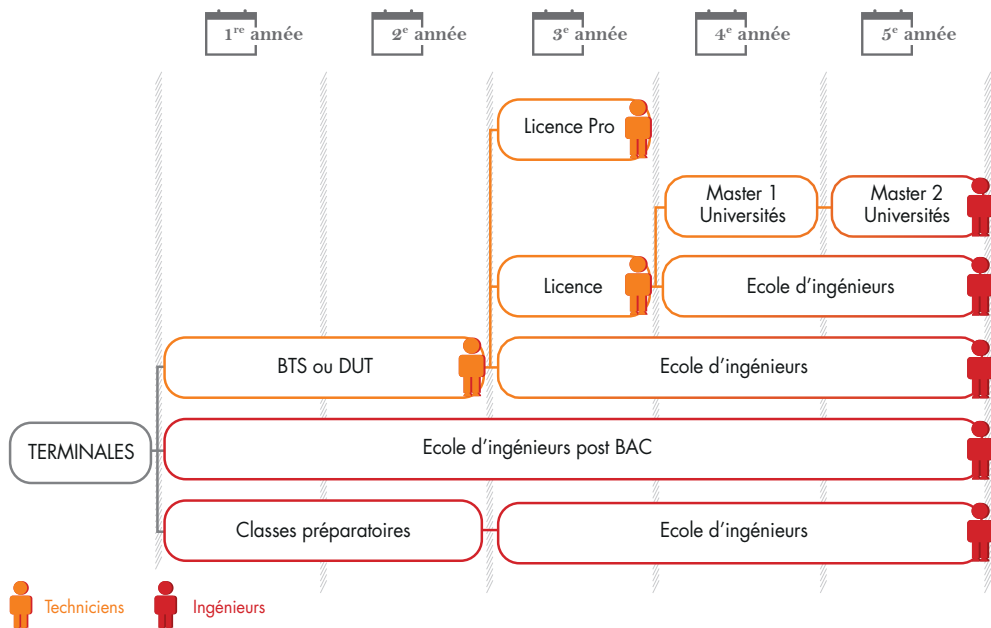 1re année
2e année
3e année
4e année
5e année
Licence Pro
Master 1
Universités
Master 2
Universités
Licence
Ecole d'ingénieurs
BTS ou DUT
Ecole d'ingénieurs
TERMINALES
Ecole d'ingénieurs post BAC
Classes préparatoires
Ecole d'ingénieurs
Techniciens
Ingénieurs